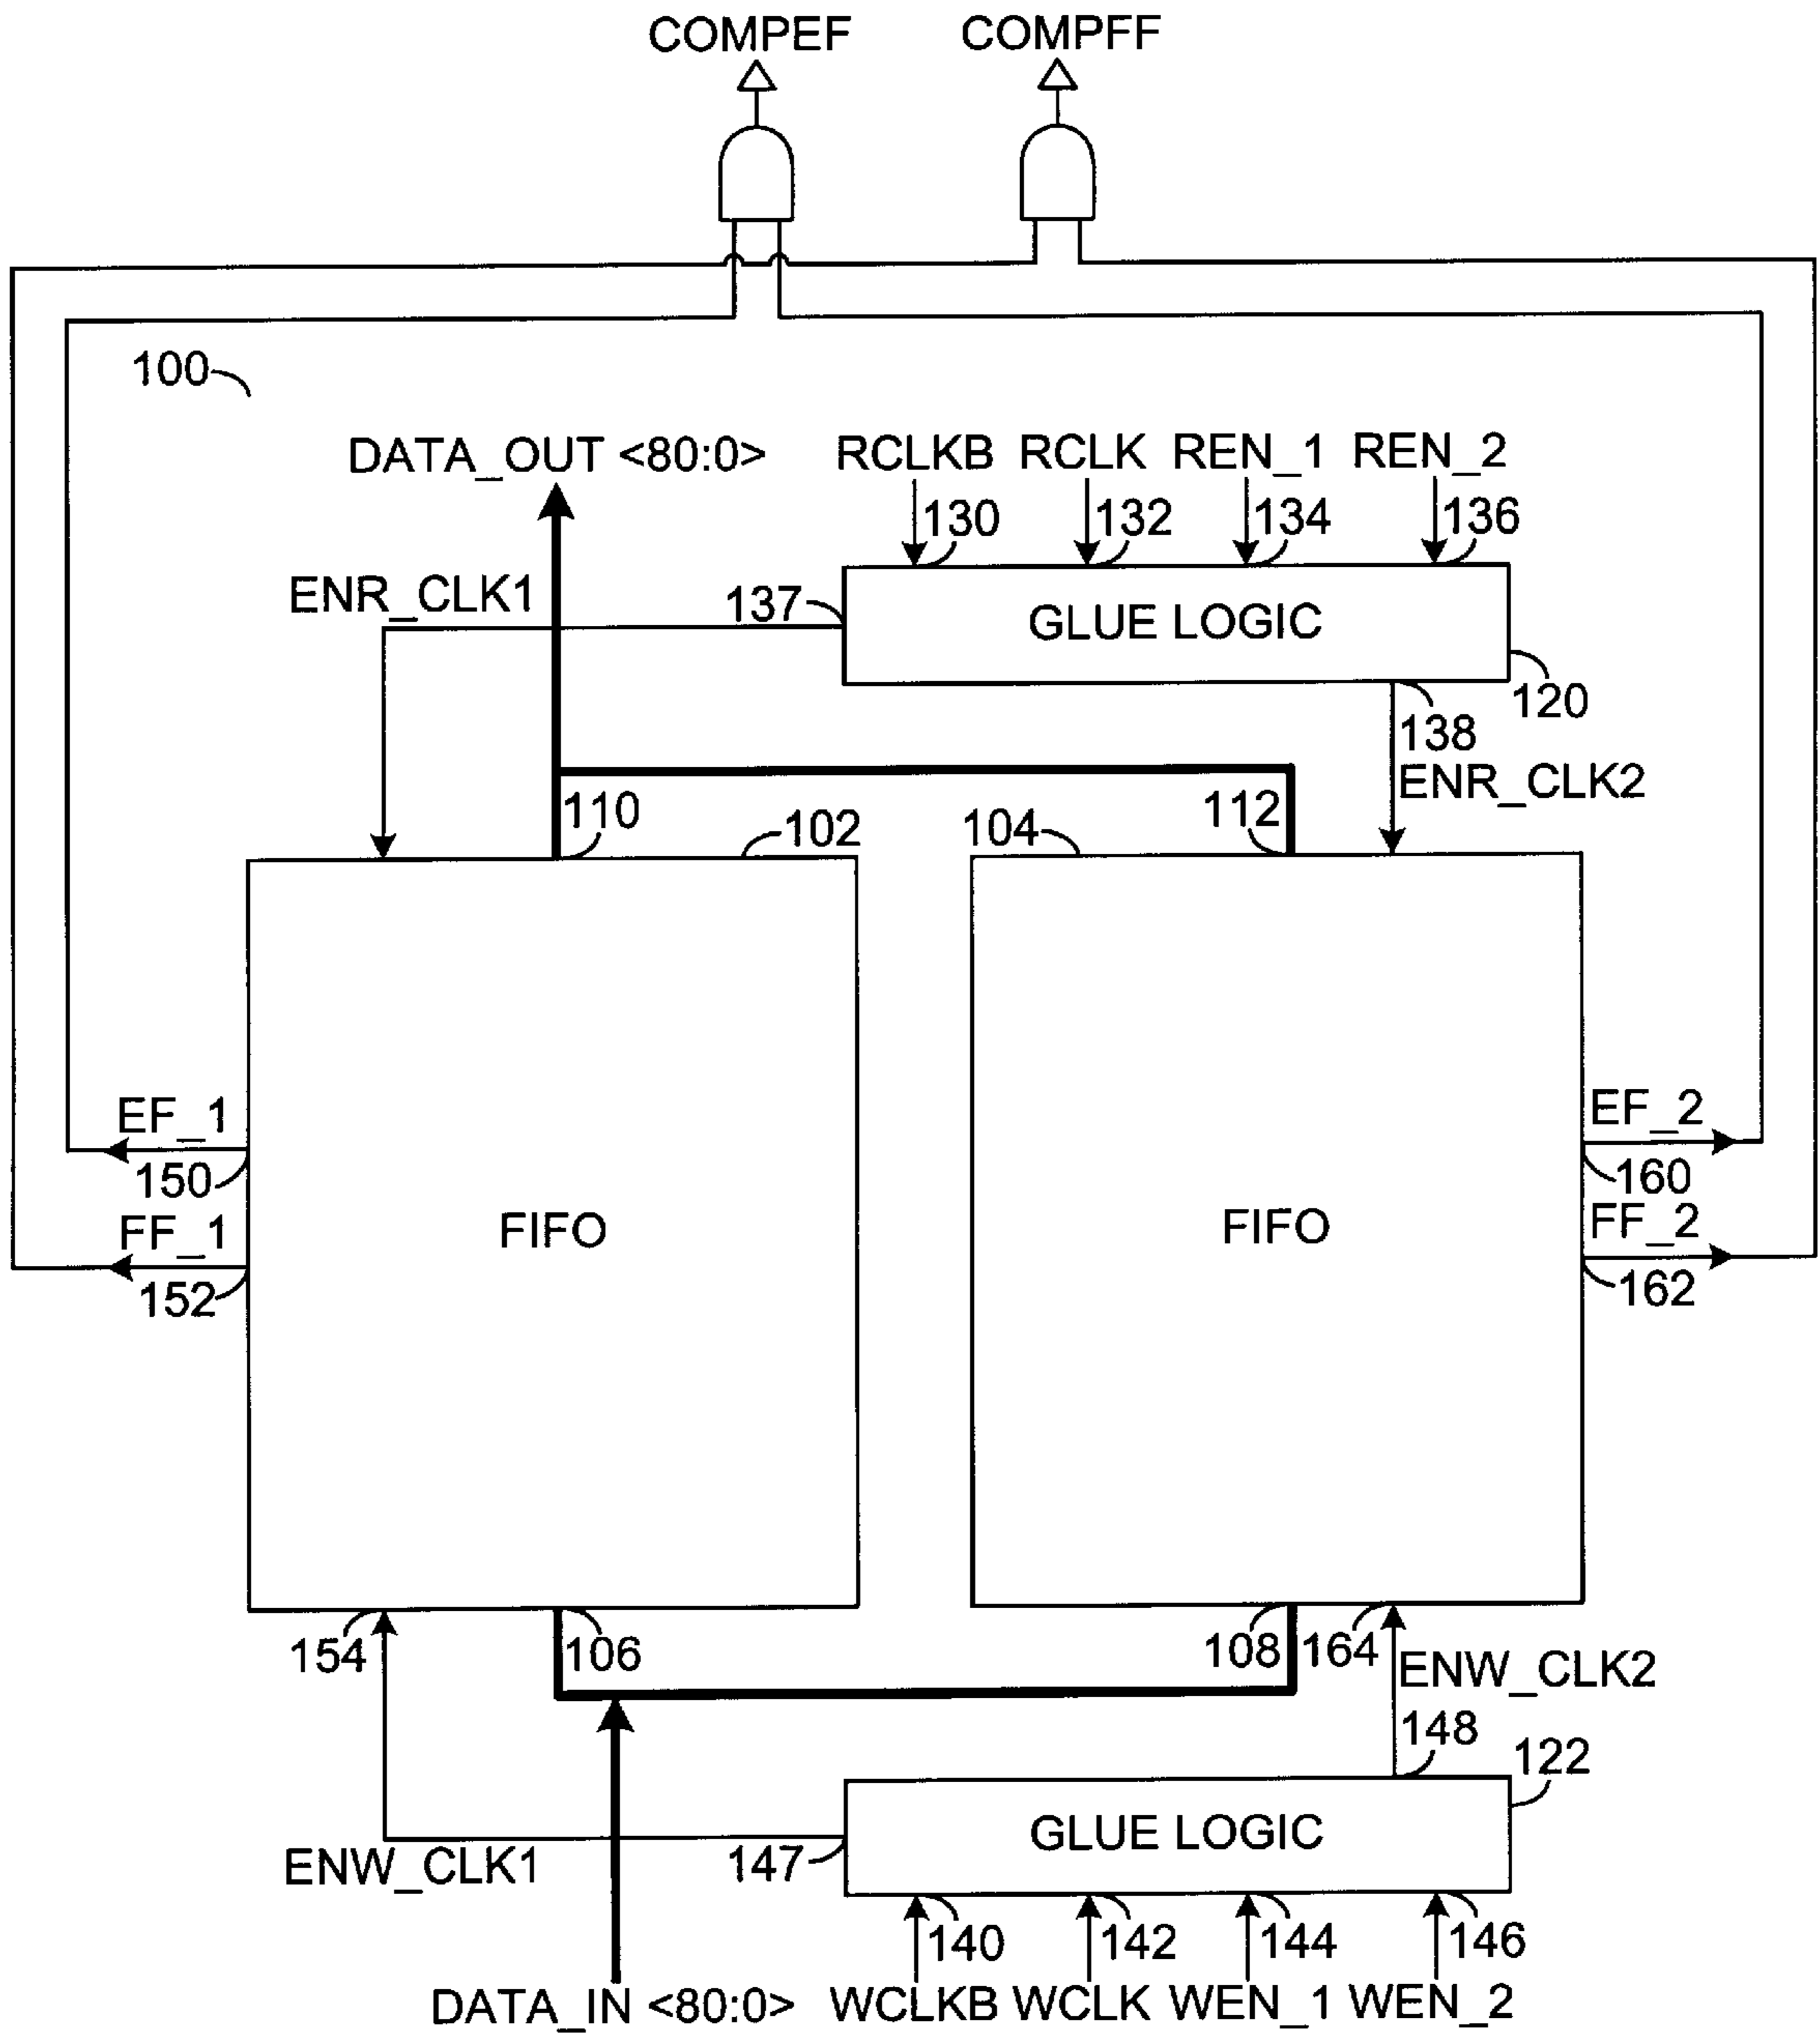 COMPEF COMPFF
100
DATA_OUT <80:0> RCLKB RCLK REN_1 REN_2
130 132 134 136
ENR_CLK1 137 GLUE LOGIC
120
138
ENR_CLK2
110 102 104 112
EF_1 EF_2
150 160
FF_1 FIFO FIFO FF_2
152 162
154 106 108 164
ENW_CLK2
148 122
GLUE LOGIC
ENW_CLK1 147
140 142 144 146
DATA_IN <80:0> WCLKB WCLK WEN_1 WEN_2